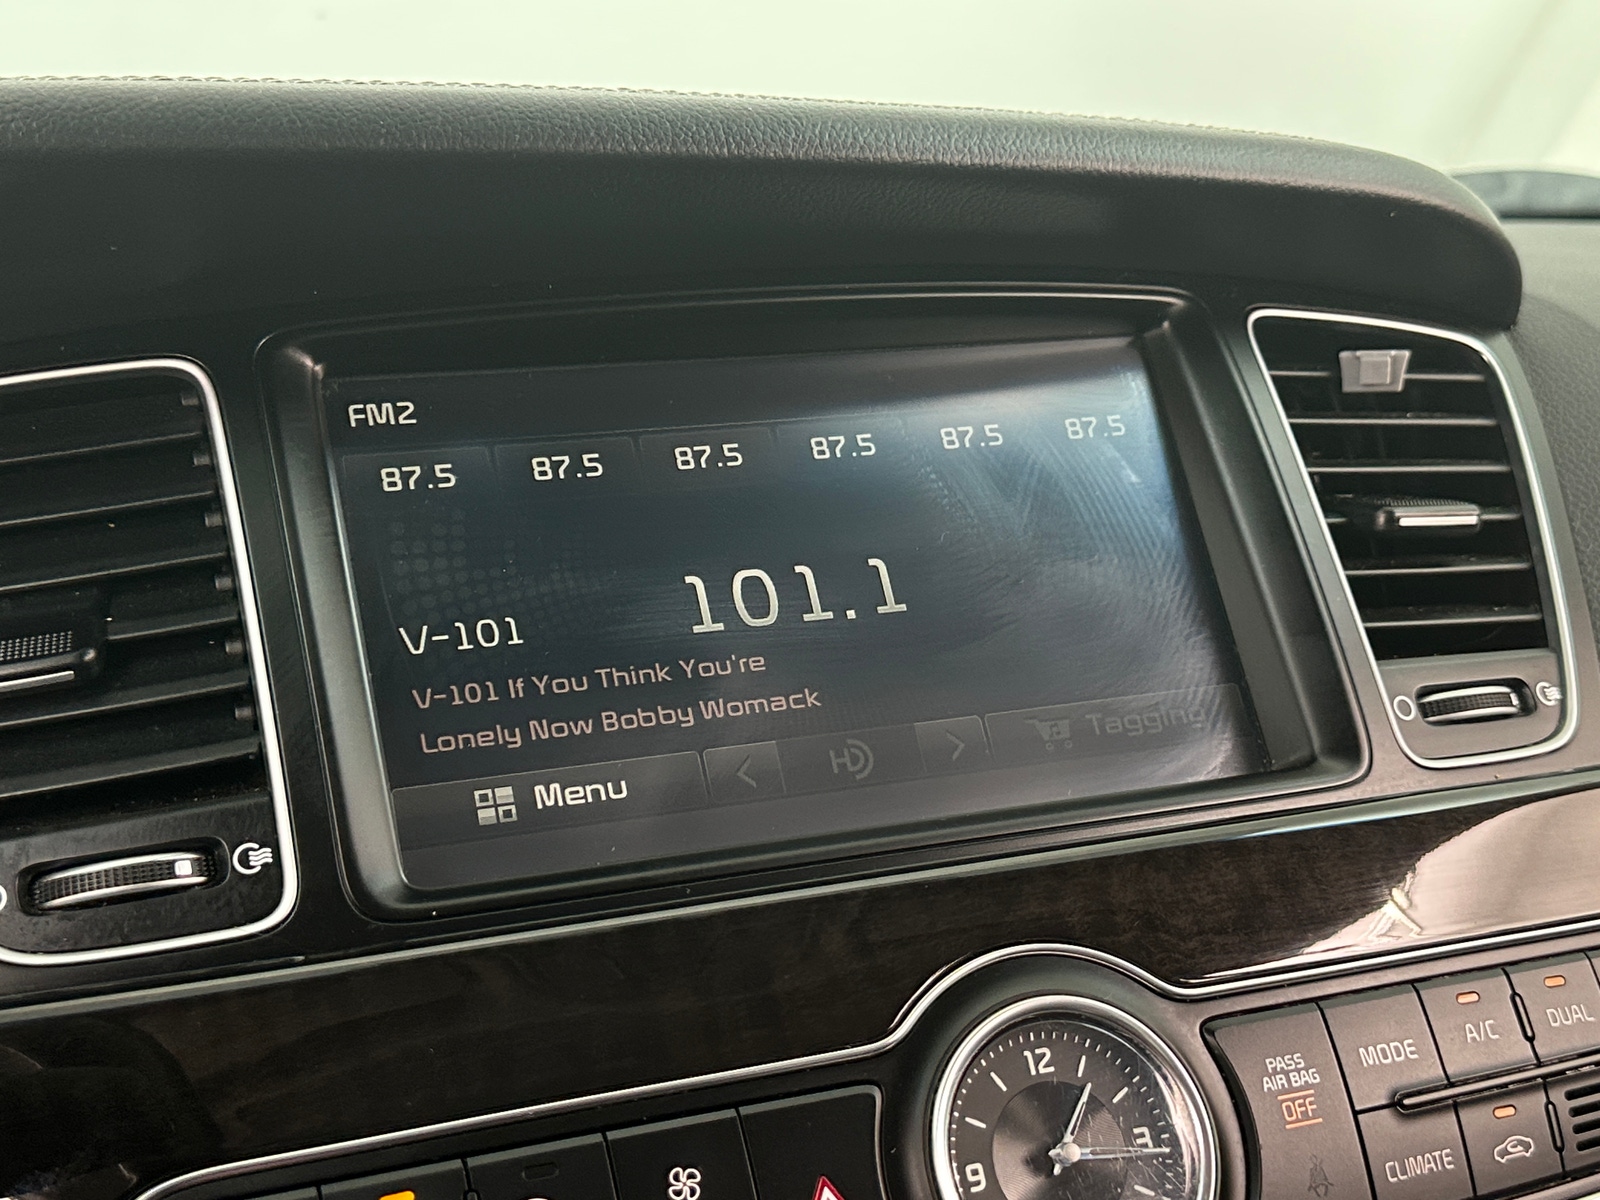 FM2
87.5 87.5 87.5 87.5 87.5 87.5
101.1
V-101
V-101 If You Think You're
Lonely Now Bobby Womack
Menu
HD
Tagging
12
3
9
PASS
AIR BAG
OFF
MODE
A/C
DUAL
CLIMATE